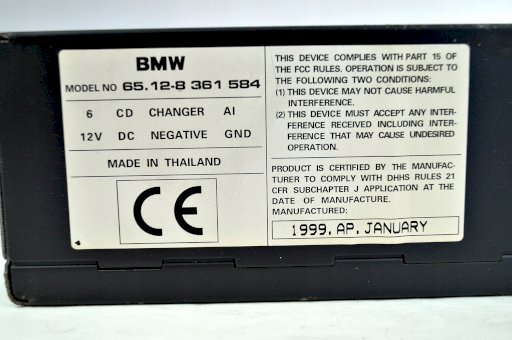 BMW
MODEL NO 65.12-8 361 584
6 CD CHANGER AI
12V DC NEGATIVE GND
MADE IN THAILAND
CE
THIS DEVICE COMPLIES WITH PART 15 OF
THE FCC RULES. OPERATION IS SUBJECT TO
THE FOLLOWING TWO CONDITIONS:
(1) THIS DEVICE MAY NOT CAUSE HARMFUL
INTERFERENCE.
(2) THIS DEVICE MUST ACCEPT ANY INTER-
FERENCE RECEIVED INCLUDING INTER-
FERENCE THAT MAY CAUSE UNDESIRED
OPERATION.
PRODUCT IS CERTIFIED BY THE MANUFAC-
TURER TO COMPLY WITH DHHS RULES 21
CFR SUBCHAPTER J APPLICATION AT THE
DATE OF MANUFACTURE.
MANUFACTURED:
1999. AP. JANUARY